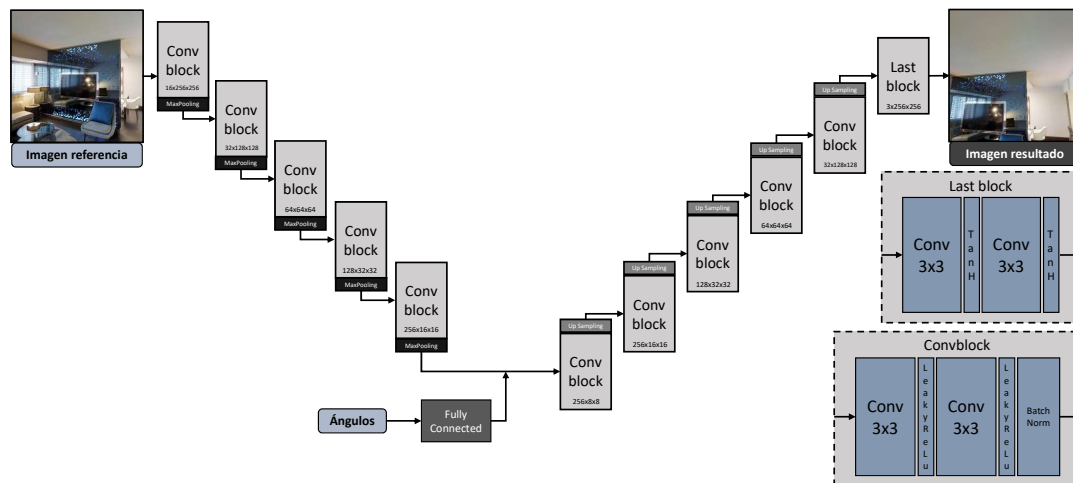 Conv
block
16x256x256
MaxPooling
Imagen referencia
Conv
block
32x128x128
MaxPooling
Conv
block
64x64x64
MaxPooling
Conv
block
128x32x32
MaxPooling
Conv
block
256x16x16
MaxPooling
Ángulos
Fully
Connected
Up Sampling
Conv
block
256x8x8
Up Sampling
Conv
block
256x16x16
Up Sampling
Conv
block
128x32x32
Up Sampling
Conv
block
64x64x64
Up Sampling
Conv
block
32x128x128
Last
block
3x256x256
Imagen resultado
Last block
Conv
3x3
TanH
Conv
3x3
TanH
Convblock
Conv
3x3
LeakyReLu
Conv
3x3
LeakyReLu
Batch
Norm